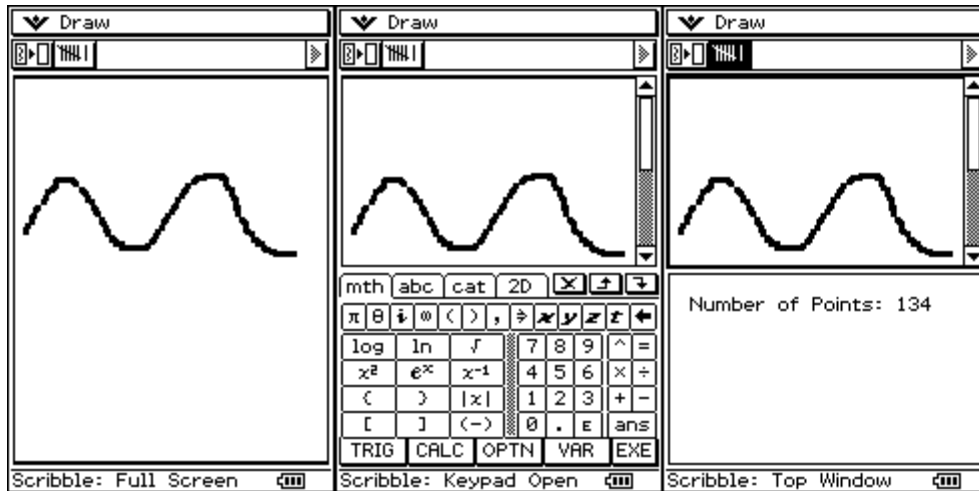 Draw
Draw
Draw
mth abc cat 2D
π θ i ∞ ( ) , ⇒ x y z t ←
log ln √ 7 8 9 ^ =
x² eˣ x⁻¹ 4 5 6 × ÷
( ) |x| 1 2 3 + −
[ ] (−) 0 . E ans
TRIG CALC OPTN VAR EXE
Number of Points: 134
Scribble: Full Screen
Scribble: Keypad Open
Scribble: Top Window